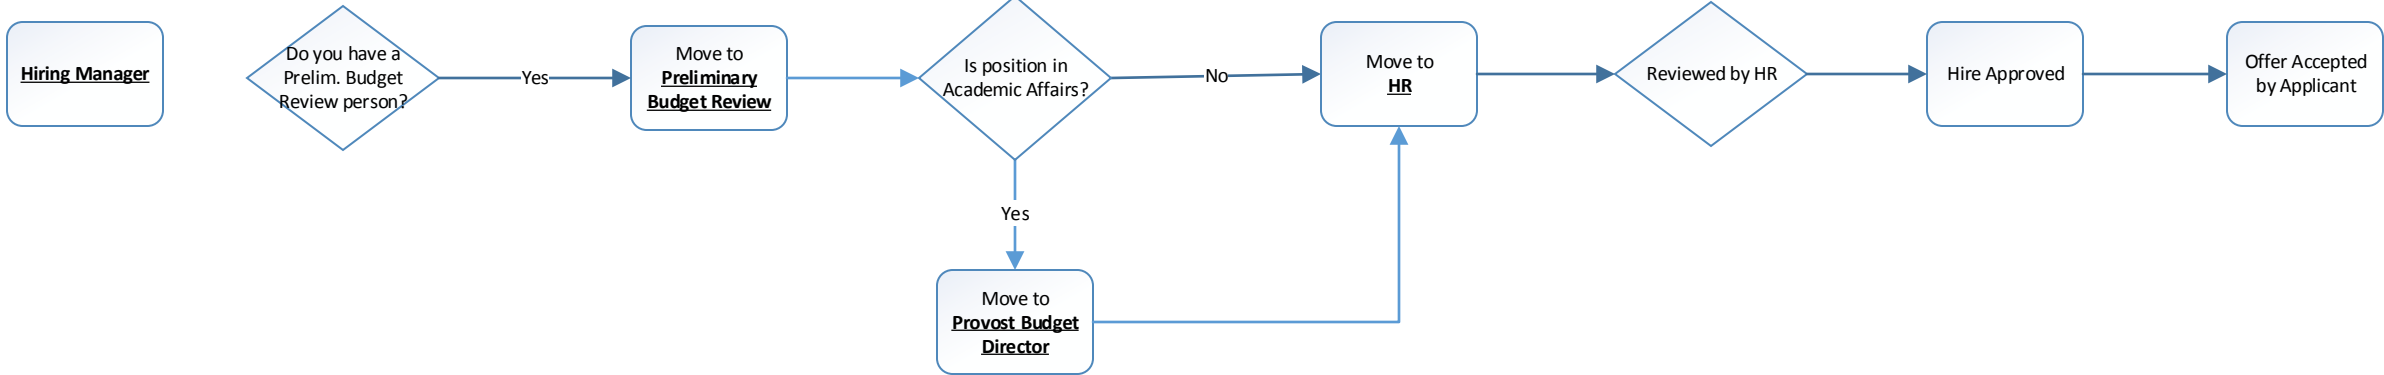 Hiring Manager
Do you have a
Prelim. Budget
Review person?
Yes
Move to
Preliminary
Budget Review
Is position in
Academic Affairs?
No
Yes
Move to
Provost Budget
Director
Move to
HR
Reviewed by HR
Hire Approved
Offer Accepted
by Applicant